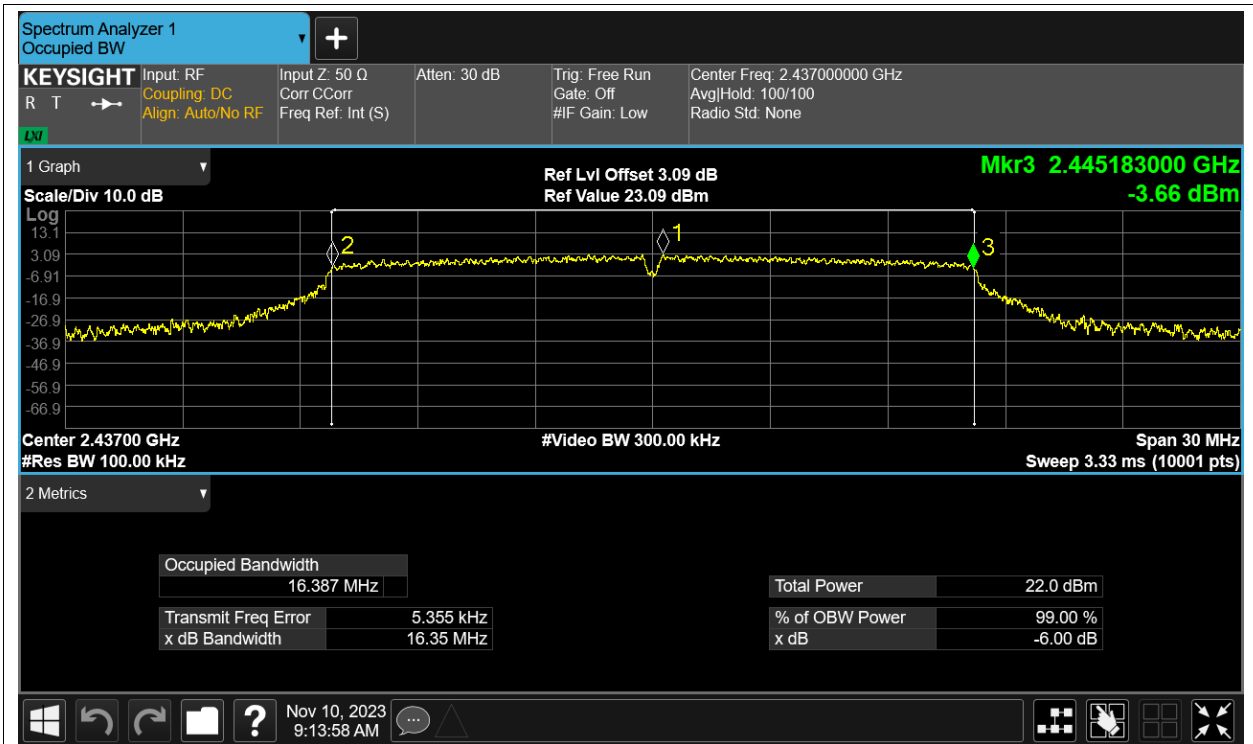 Spectrum Analyzer 1
Occupied BW
KEYSIGHT
R T
LXI
Input: RF
Coupling: DC
Align: Auto/No RF
Input Z: 50 Ω
Corr CCorr
Freq Ref: Int (S)
Atten: 30 dB
Trig: Free Run
Gate: Off
#IF Gain: Low
Center Freq: 2.437000000 GHz
Avg|Hold: 100/100
Radio Std: None
1 Graph
Scale/Div 10.0 dB
Ref Lvl Offset 3.09 dB
Ref Value 23.09 dBm
Mkr3 2.445183000 GHz
-3.66 dBm
Log
13.1
3.09
-6.91
-16.9
-26.9
-36.9
-46.9
-56.9
-66.9
2
1
3
Center 2.43700 GHz
#Res BW 100.00 kHz
#Video BW 300.00 kHz
Span 30 MHz
Sweep 3.33 ms (10001 pts)
2 Metrics
Occupied Bandwidth
16.387 MHz
Transmit Freq Error 5.355 kHz
x dB Bandwidth 16.35 MHz
Total Power 22.0 dBm
% of OBW Power 99.00 %
x dB -6.00 dB
?
Nov 10, 2023
9:13:58 AM